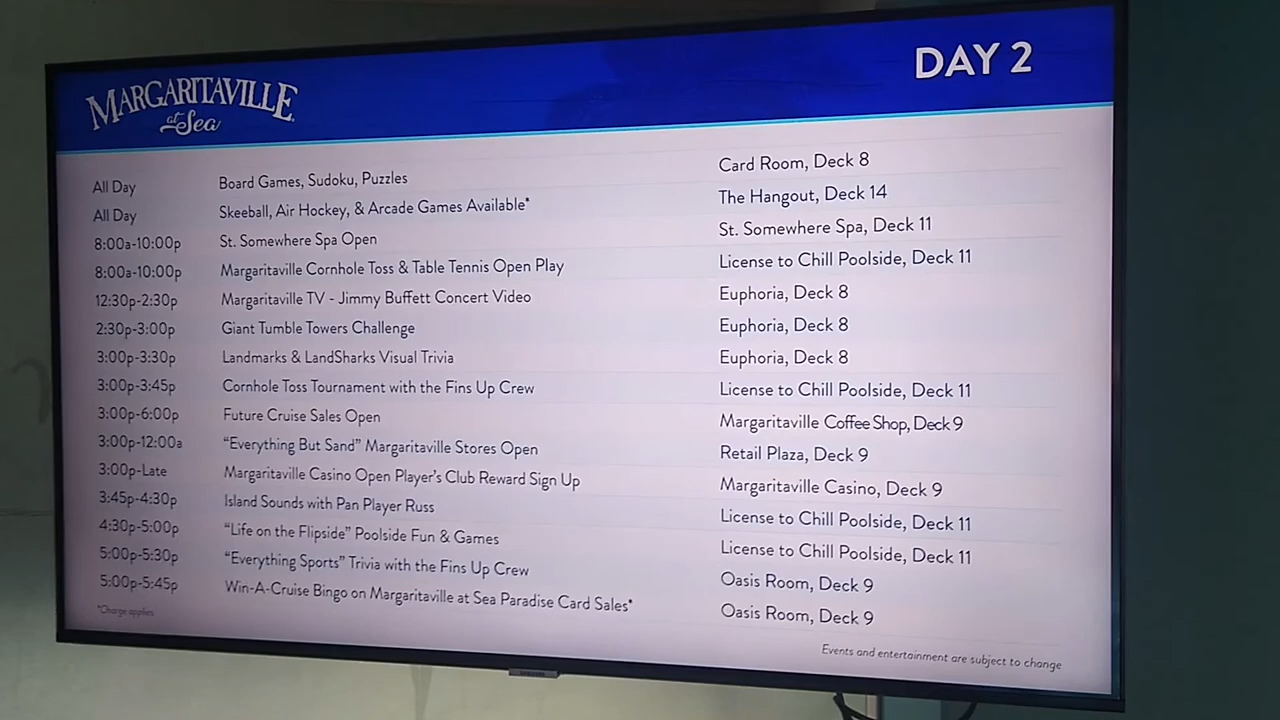 MARGARITAVILLE
at Sea
DAY 2
All Day Board Games, Sudoku, Puzzles Card Room, Deck 8
All Day Skeeball, Air Hockey, & Arcade Games Available* The Hangout, Deck 14
8:00a-10:00p St. Somewhere Spa Open St. Somewhere Spa, Deck 11
8:00a-10:00p Margaritaville Cornhole Toss & Table Tennis Open Play License to Chill Poolside, Deck 11
12:30p-2:30p Margaritaville TV - Jimmy Buffett Concert Video Euphoria, Deck 8
2:30p-3:00p Giant Tumble Towers Challenge Euphoria, Deck 8
3:00p-3:30p Landmarks & LandSharks Visual Trivia Euphoria, Deck 8
3:00p-3:45p Cornhole Toss Tournament with the Fins Up Crew License to Chill Poolside, Deck 11
3:00p-6:00p Future Cruise Sales Open Margaritaville Coffee Shop, Deck 9
3:00p-12:00a “Everything But Sand” Margaritaville Stores Open Retail Plaza, Deck 9
3:00p-Late Margaritaville Casino Open Player's Club Reward Sign Up Margaritaville Casino, Deck 9
3:45p-4:30p Island Sounds with Pan Player Russ License to Chill Poolside, Deck 11
4:30p-5:00p “Life on the Flipside” Poolside Fun & Games License to Chill Poolside, Deck 11
5:00p-5:30p “Everything Sports” Trivia with the Fins Up Crew Oasis Room, Deck 9
5:00p-5:45p Win-A-Cruise Bingo on Margaritaville at Sea Paradise Card Sales* Oasis Room, Deck 9
*Charge applies
Events and entertainment are subject to change